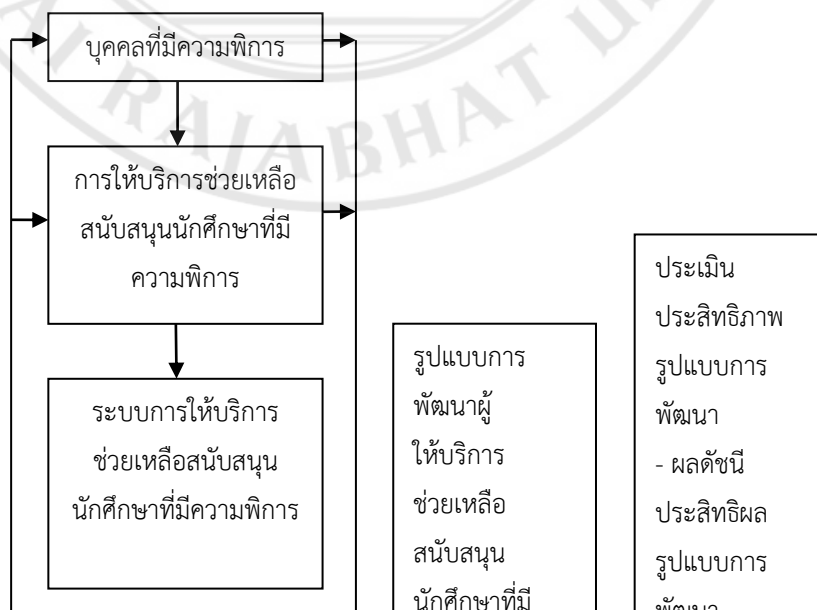 บุคคลที่มีความพิการ
RAJABHAT
การให้บริการช่วยเหลือ
สนับสนุนนักศึกษาที่มี
ความพิการ
ระบบการให้บริการ
ช่วยเหลือสนับสนุน
นักศึกษาที่มีความพิการ
รูปแบบการ
พัฒนาผู้
ให้บริการ
ช่วยเหลือ
สนับสนุน
นักศึกษาที่มี
ประเมิน
ประสิทธิภาพ
รูปแบบการ
พัฒนา
- ผลดัชนี
ประสิทธิผล
รูปแบบการ
พัฒนา